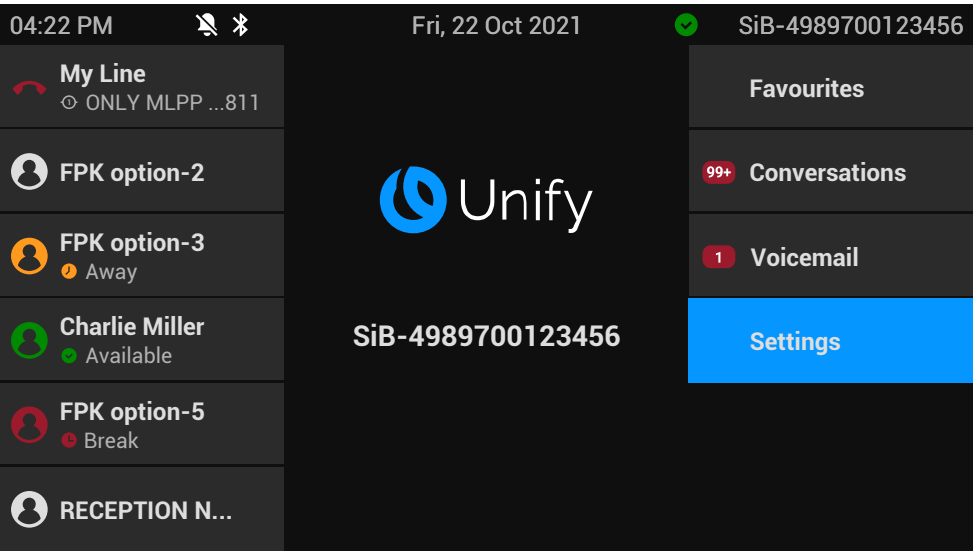 04:22 PM
Fri, 22 Oct 2021
SiB-4989700123456
My Line
ONLY MLPP ...811
FPK option-2
FPK option-3
Away
Charlie Miller
Available
FPK option-5
Break
RECEPTION N...
Unify
SiB-4989700123456
Favourites
99+ Conversations
1 Voicemail
Settings